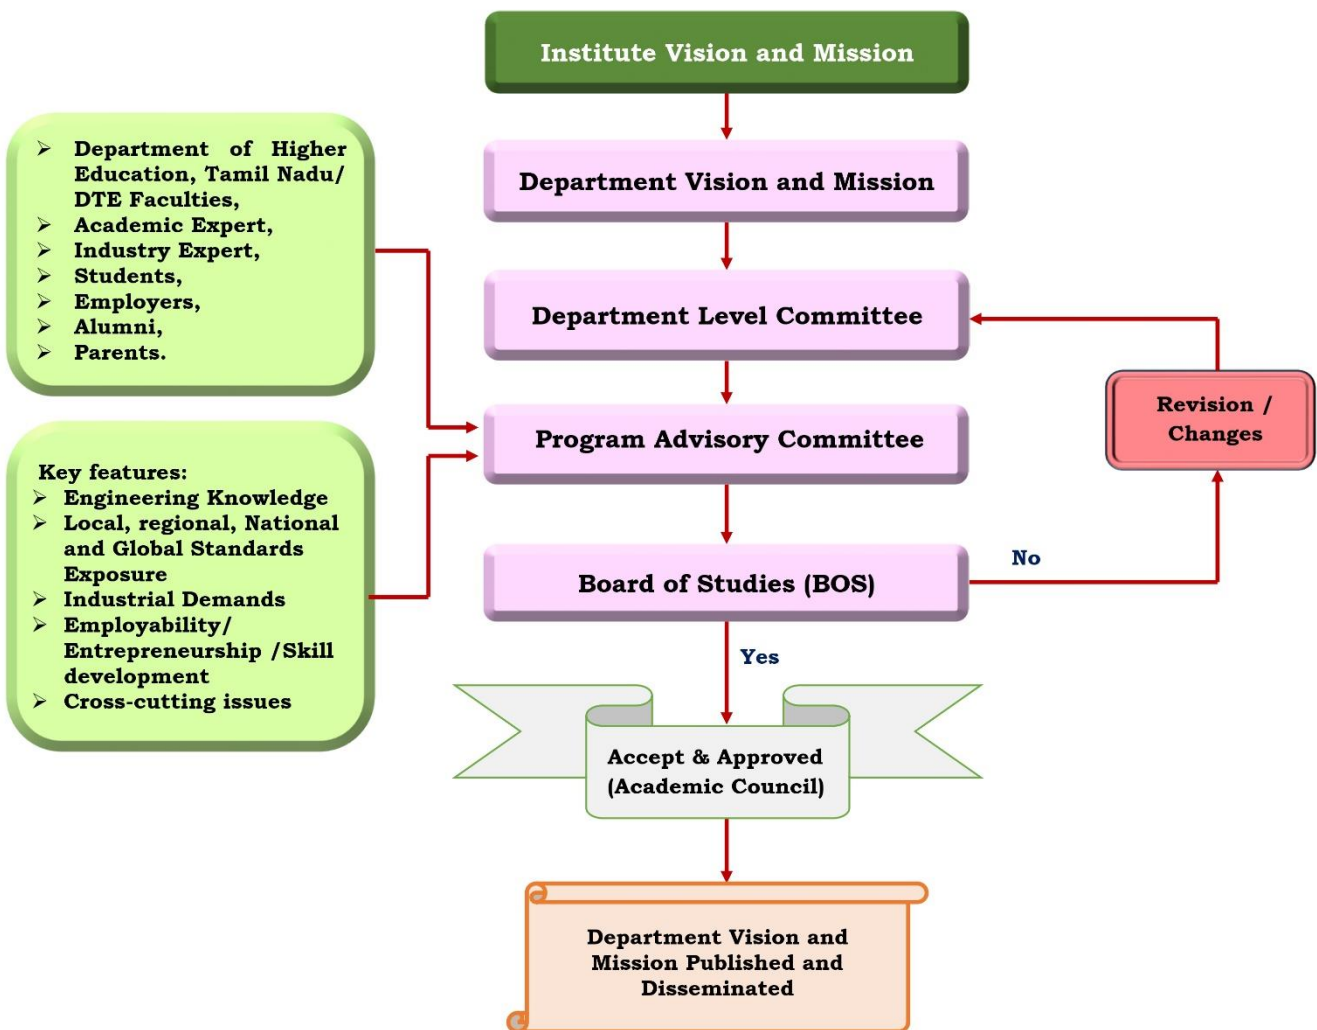 Institute Vision and Mission
Department Vision and Mission
Department Level Committee
Program Advisory Committee
Board of Studies (BOS)
➢ Department of Higher
Education, Tamil Nadu/
DTE Faculties,
➢ Academic Expert,
➢ Industry Expert,
➢ Students,
➢ Employers,
➢ Alumni,
➢ Parents.
Key features:
➢ Engineering Knowledge
➢ Local, regional, National
and Global Standards
Exposure
➢ Industrial Demands
➢ Employability/
Entrepreneurship /Skill
development
➢ Cross-cutting issues
Revision /
Changes
No
Yes
Accept & Approved
(Academic Council)
Department Vision and
Mission Published and
Disseminated